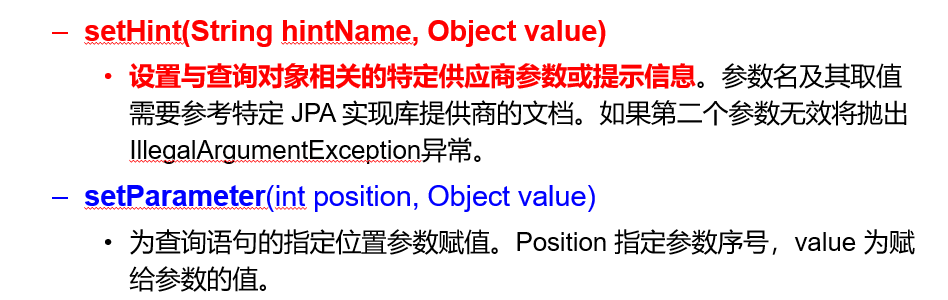 – setHint(String hintName, Object value)
• 设置与查询对象相关的特定供应商参数或提示信息。参数名及其取值
需要参考特定 JPA 实现库提供商的文档。如果第二个参数无效将抛出
IllegalArgumentException异常。
– setParameter(int position, Object value)
• 为查询语句的指定位置参数赋值。Position 指定参数序号，value 为赋
给参数的值。